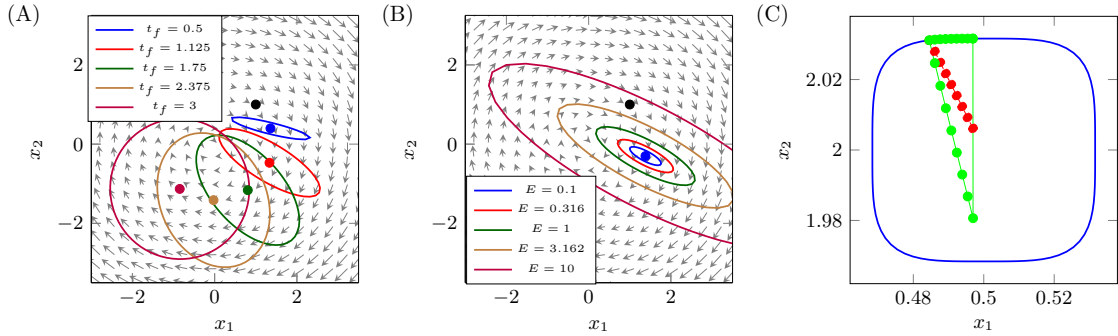 (A)
t_f = 0.5
t_f = 1.125
t_f = 1.75
t_f = 2.375
t_f = 3
2
0
−2
x_2
−2
0
2
x_1
(B)
E = 0.1
E = 0.316
E = 1
E = 3.162
E = 10
2
0
−2
x_2
−2
0
2
x_1
(C)
2.02
2
1.98
x_2
0.48
0.5
0.52
x_1